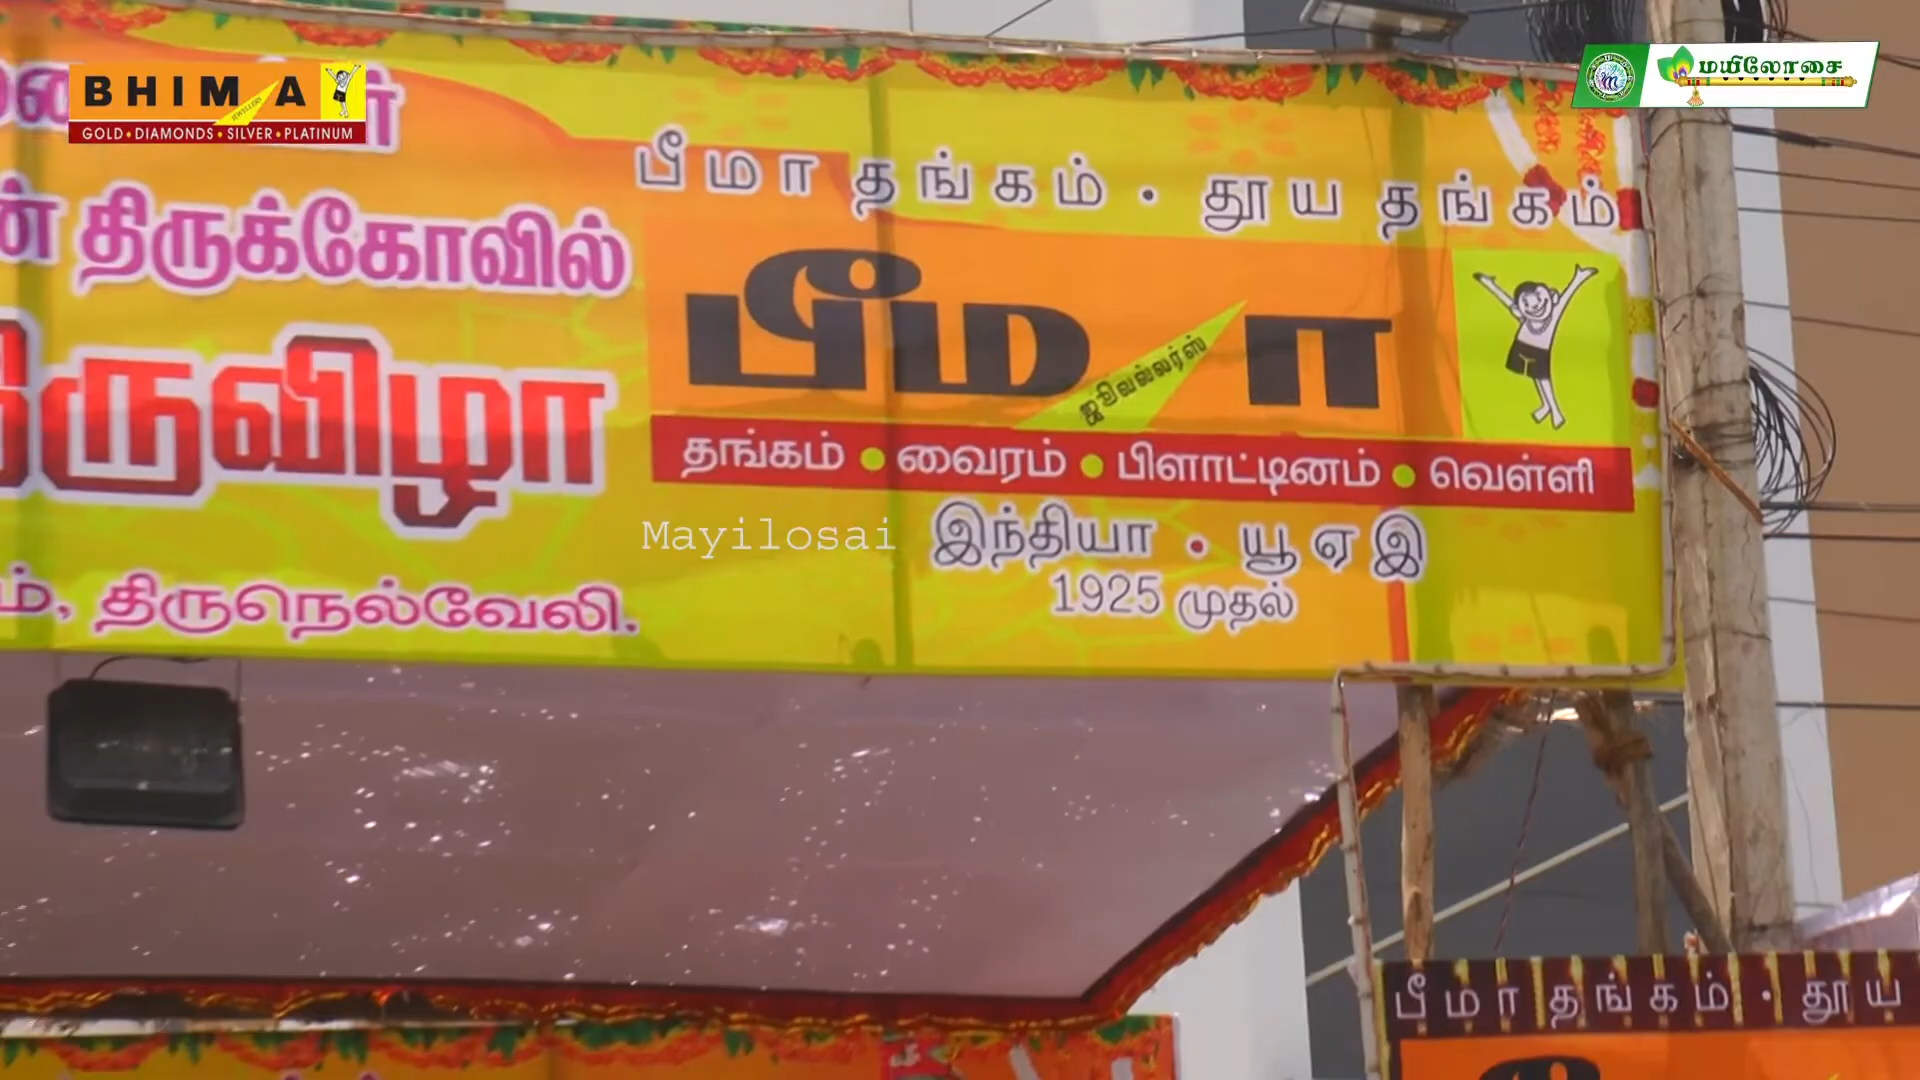 BHIMA
JEWELLERS
GOLD • DIAMONDS • SILVER • PLATINUM
மயிலோசை
திருக்கோவில்
திருவிழா
திருநெல்வேலி.
பீமா தங்கம் • தூய தங்கம்
பீமா
ஜுவல்லர்ஸ்
தங்கம் • வைரம் • பிளாட்டினம் • வெள்ளி
Mayilosai
இந்தியா • யூ ஏ இ
1925 முதல்
பீமா தங்கம் • தூய